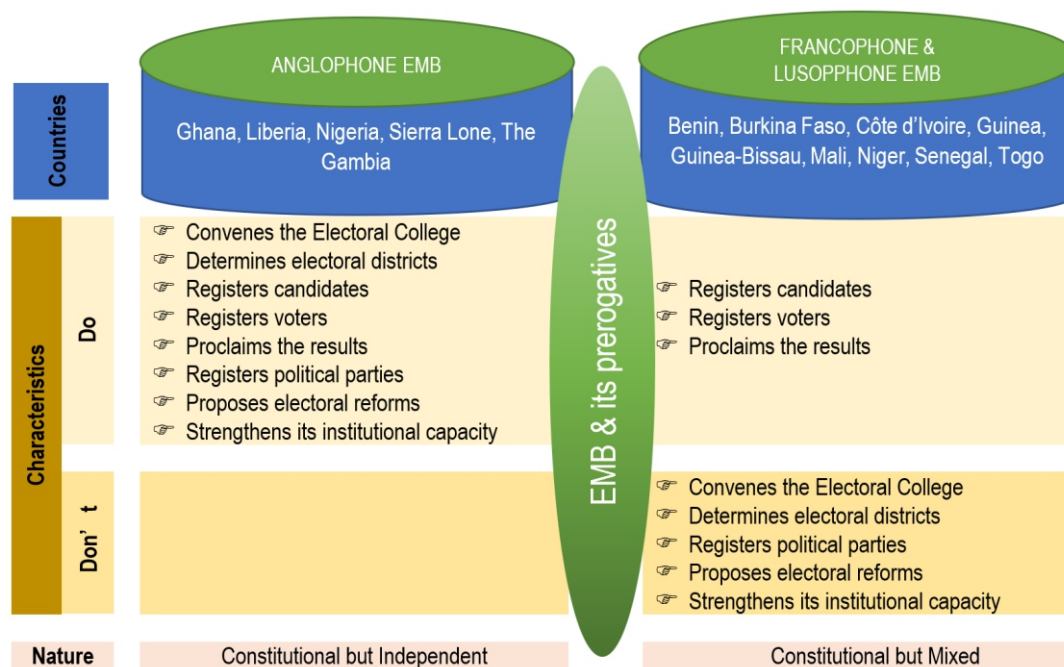 ANGLOPHONE EMB
FRANCOPHONE &
LUSOPPHONE EMB
Countries
Ghana, Liberia, Nigeria, Sierra Lone, The
Gambia
Benin, Burkina Faso, Côte d’Ivoire, Guinea,
Guinea-Bissau, Mali, Niger, Senegal, Togo
EMB & its prerogatives
Characteristics
Do
☞ Convenes the Electoral College
☞ Determines electoral districts
☞ Registers candidates
☞ Registers voters
☞ Proclaims the results
☞ Registers political parties
☞ Proposes electoral reforms
☞ Strengthens its institutional capacity
☞ Registers candidates
☞ Registers voters
☞ Proclaims the results
Don’ t
☞ Convenes the Electoral College
☞ Determines electoral districts
☞ Registers political parties
☞ Proposes electoral reforms
☞ Strengthens its institutional capacity
Nature
Constitutional but Independent
Constitutional but Mixed